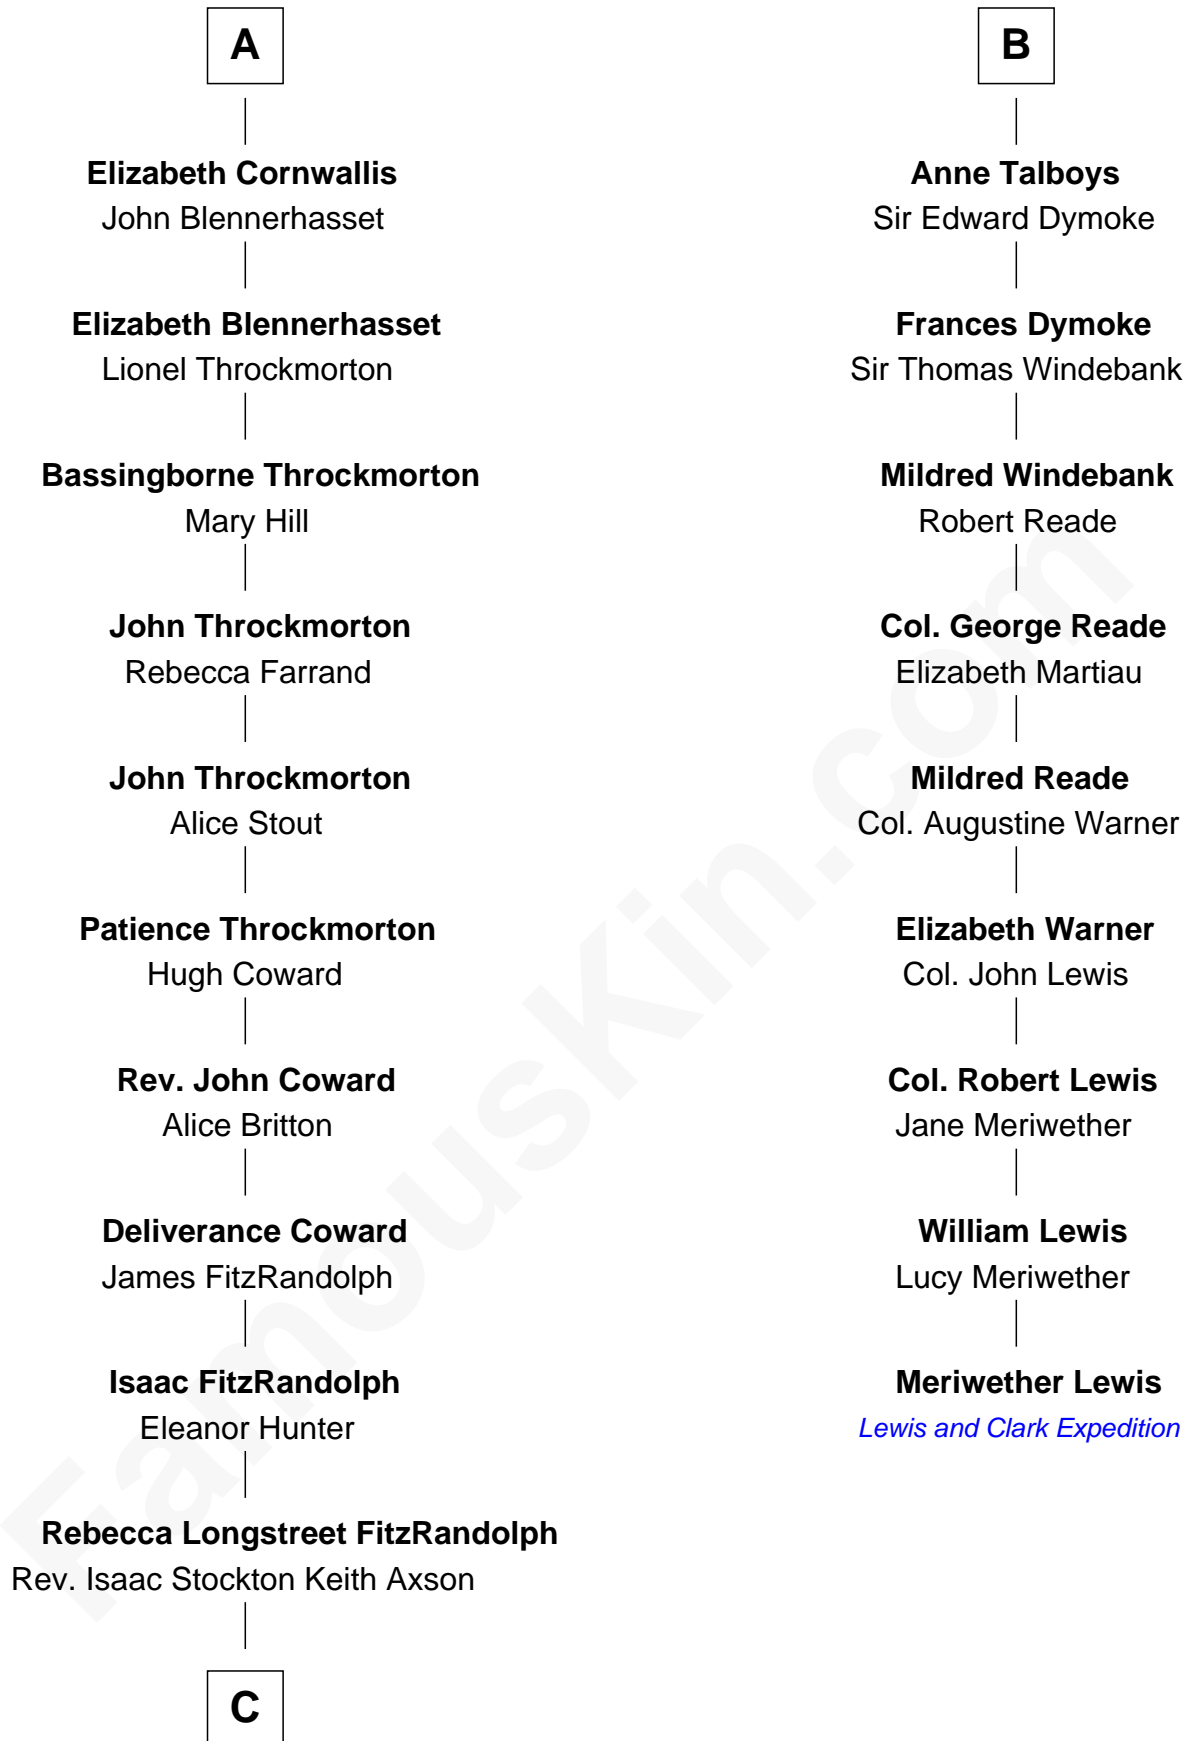 A
Elizabeth Cornwallis
John Blennerhasset
Elizabeth Blennerhasset
Lionel Throckmorton
Bassingborne Throckmorton
Mary Hill
John Throckmorton
Rebecca Farrand
John Throckmorton
Alice Stout
Patience Throckmorton
Hugh Coward
Rev. John Coward
Alice Britton
Deliverance Coward
James FitzRandolph
Isaac FitzRandolph
Eleanor Hunter
Rebecca Longstreet FitzRandolph
Rev. Isaac Stockton Keith Axson
C
B
Anne Talboys
Sir Edward Dymoke
Frances Dymoke
Sir Thomas Windebank
Mildred Windebank
Robert Reade
Col. George Reade
Elizabeth Martiau
Mildred Reade
Col. Augustine Warner
Elizabeth Warner
Col. John Lewis
Col. Robert Lewis
Jane Meriwether
William Lewis
Lucy Meriwether
Meriwether Lewis
Lewis and Clark Expedition
FamousKin.com